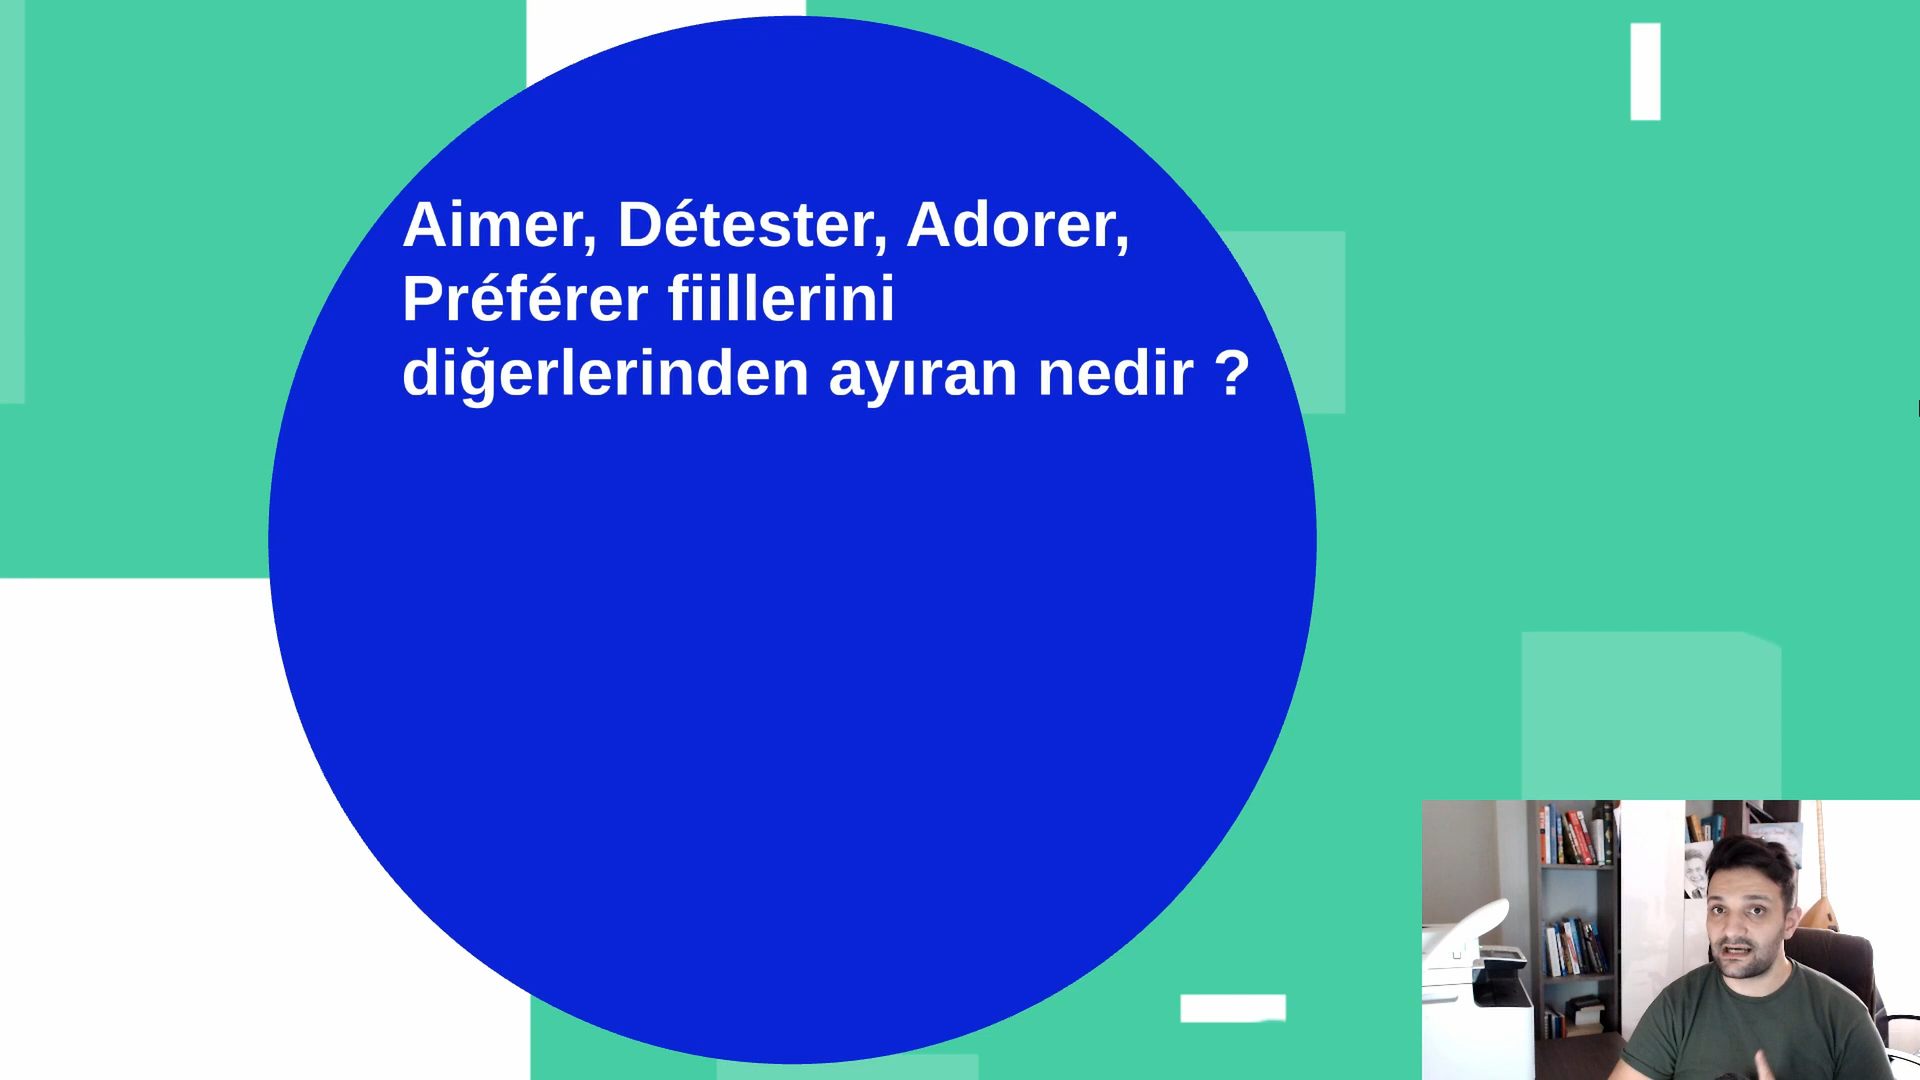 Aimer, Détester, Adorer,
Préférer fiillerini
diğerlerinden ayıran nedir ?